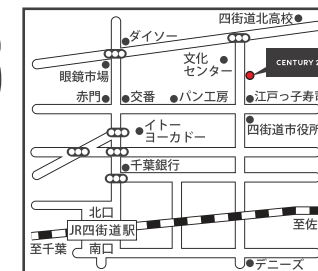 四街道北高校
ダイソー
文化
センター
CENTURY 2
眼鏡市場
赤門
交番
パン工房
江戸っ子寿司
イトー
ヨーカドー
四街道市役所
千葉銀行
北口
JR四街道駅
至佐
至千葉
南口
デニーズ